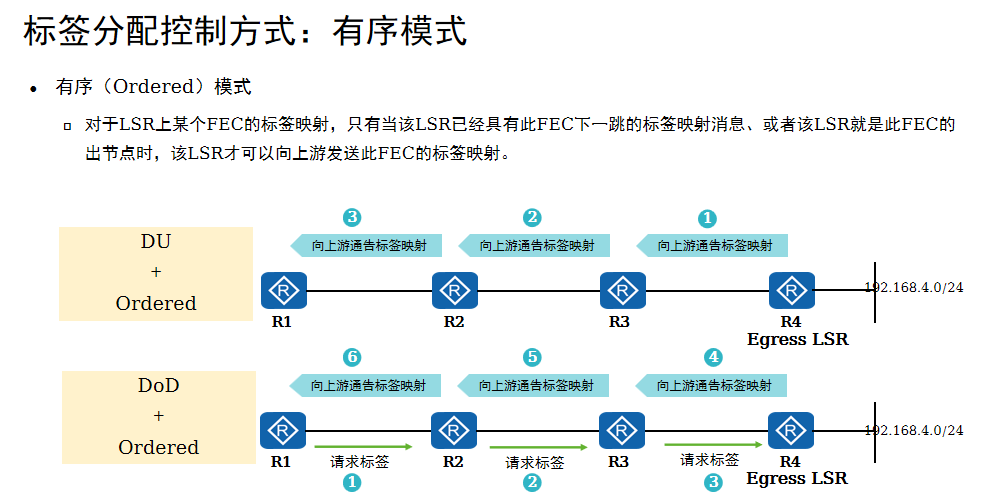 标签分配控制方式：有序模式
• 有序（Ordered）模式
对于LSR上某个FEC的标签映射，只有当该LSR已经具有此FEC下一跳的标签映射消息、或者该LSR就是此FEC的
出节点时，该LSR才可以向上游发送此FEC的标签映射。
3 2 1
DU
+
Ordered
向上游通告标签映射 向上游通告标签映射 向上游通告标签映射
R R R R
192.168.4.0/24
R1 R2 R3 R4
Egress LSR
6 5 4
DoD
+
Ordered
向上游通告标签映射 向上游通告标签映射 向上游通告标签映射
R R R R
192.168.4.0/24
R1 请求标签 R2 请求标签 R3 请求标签 R4
Egress LSR
1 2 3